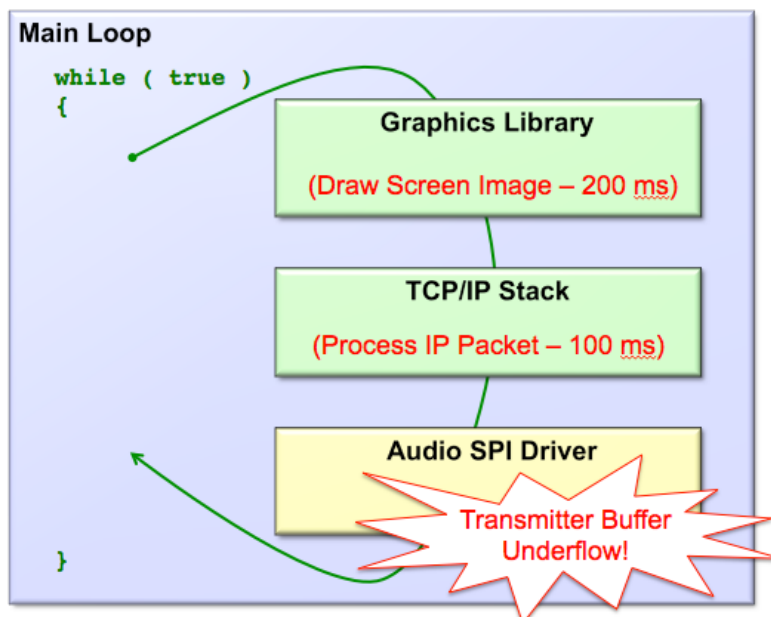 Main Loop
while ( true )
{
Graphics Library
(Draw Screen Image – 200 ms)
TCP/IP Stack
(Process IP Packet – 100 ms)
Audio SPI Driver
Transmitter Buffer
Underflow!
}